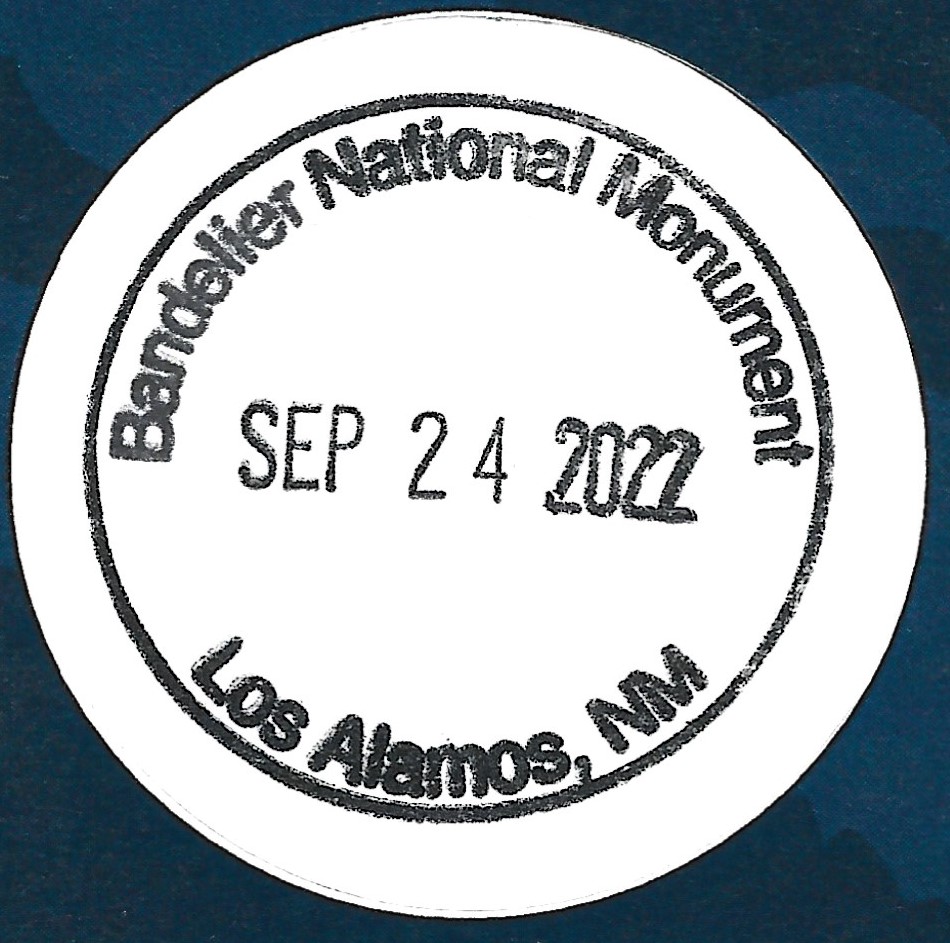 Bandelier National Monument
SEP 24 2022
Los Alamos, NM